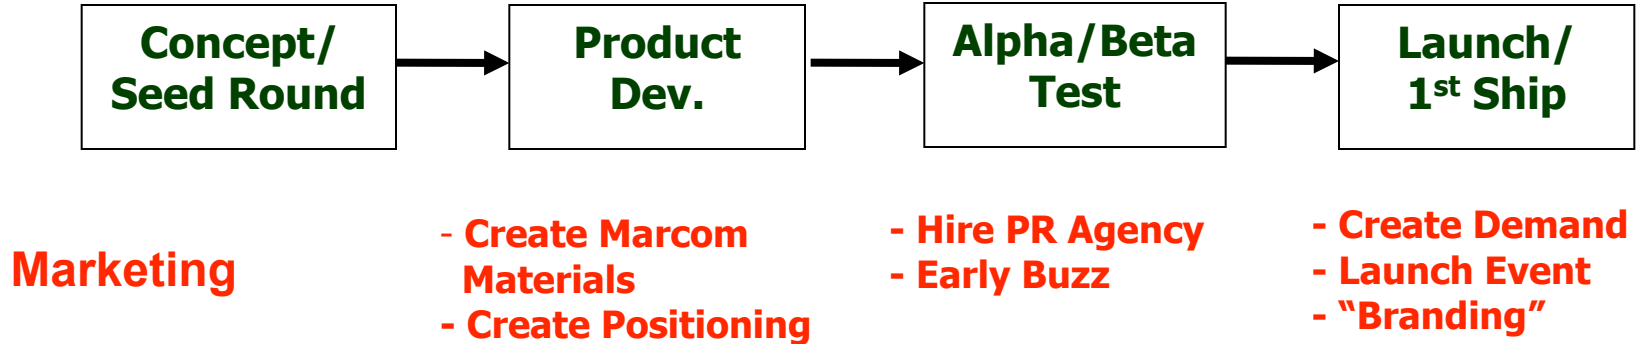 Concept/
Seed Round
Product
Dev.
Alpha/Beta
Test
Launch/
1st Ship
Marketing
- Create Marcom
Materials
- Create Positioning
- Hire PR Agency
- Early Buzz
- Create Demand
- Launch Event
- “Branding”